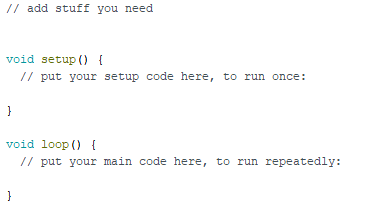 // add stuff you need
void setup() {
// put your setup code here, to run once:
}
void loop() {
// put your main code here, to run repeatedly:
}